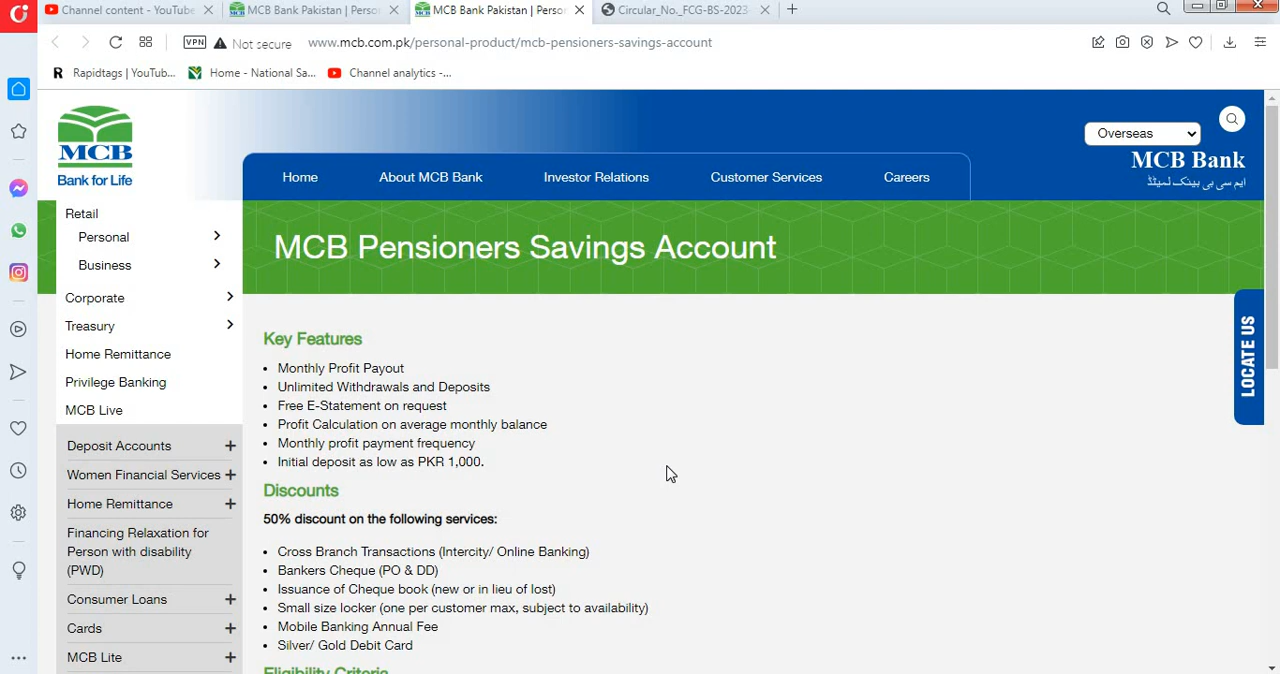 Channel content - YouTube
MCB Bank Pakistan | Perso
MCB Bank Pakistan | Perso
Circular_No._FCG-BS-2023-
VPN
Not secure
www.mcb.com.pk/personal-product/mcb-pensioners-savings-account
R Rapidtags | YouTub...
Home - National Sa...
Channel analytics -...
MCB
Bank for Life
Overseas
MCB Bank
ایم سی بی بینک لمیٹڈ
Home
About MCB Bank
Investor Relations
Customer Services
Careers
MCB Pensioners Savings Account
Retail
Personal
Business
Corporate
Treasury
Home Remittance
Privilege Banking
MCB Live
Deposit Accounts
Women Financial Services
Home Remittance
Financing Relaxation for
Person with disability
(PWD)
Consumer Loans
Cards
MCB Lite
Key Features
• Monthly Profit Payout
• Unlimited Withdrawals and Deposits
• Free E-Statement on request
• Profit Calculation on average monthly balance
• Monthly profit payment frequency
• Initial deposit as low as PKR 1,000.
Discounts
50% discount on the following services:
• Cross Branch Transactions (Intercity/ Online Banking)
• Bankers Cheque (PO & DD)
• Issuance of Cheque book (new or in lieu of lost)
• Small size locker (one per customer max, subject to availability)
• Mobile Banking Annual Fee
• Silver/ Gold Debit Card
Eligibility Criteria
LOCATE US